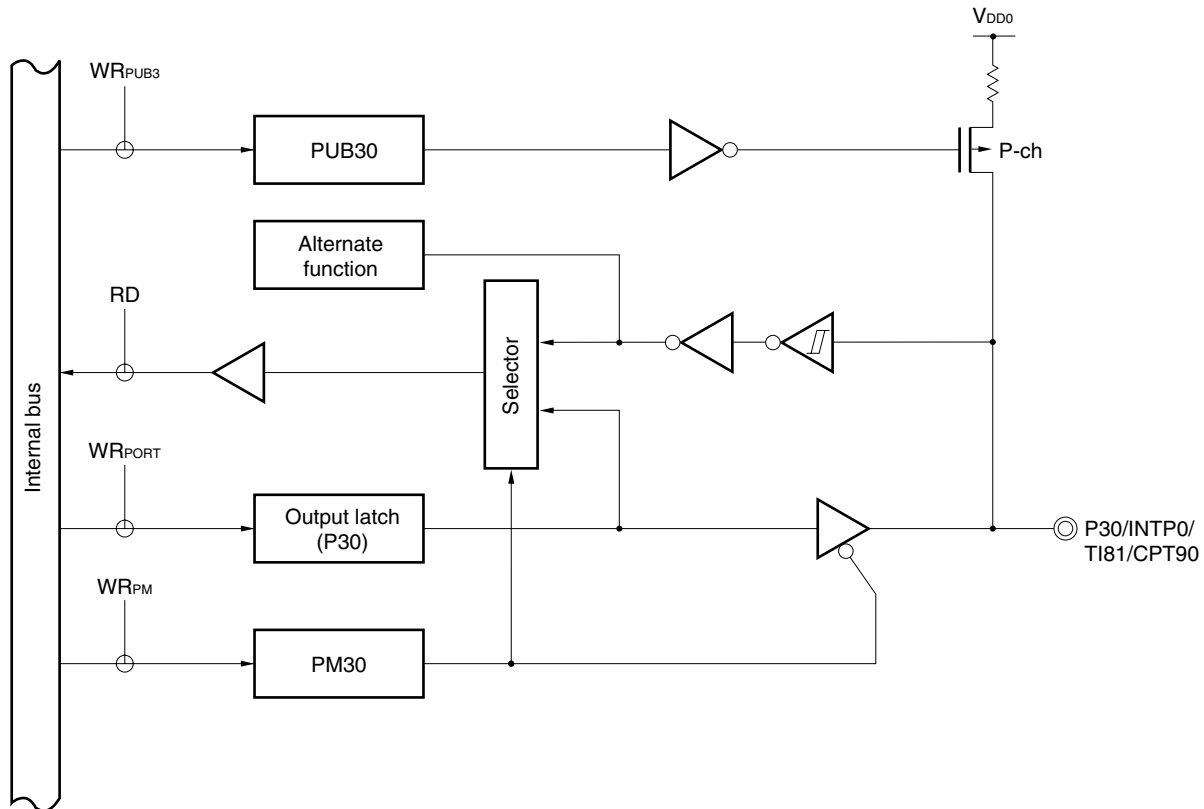 VDD0
WRPUB3
PUB30
P-ch
Alternate
function
RD
Selector
Internal bus
WRPORT
Output latch
(P30)
P30/INTP0/
TI81/CPT90
WRPM
PM30